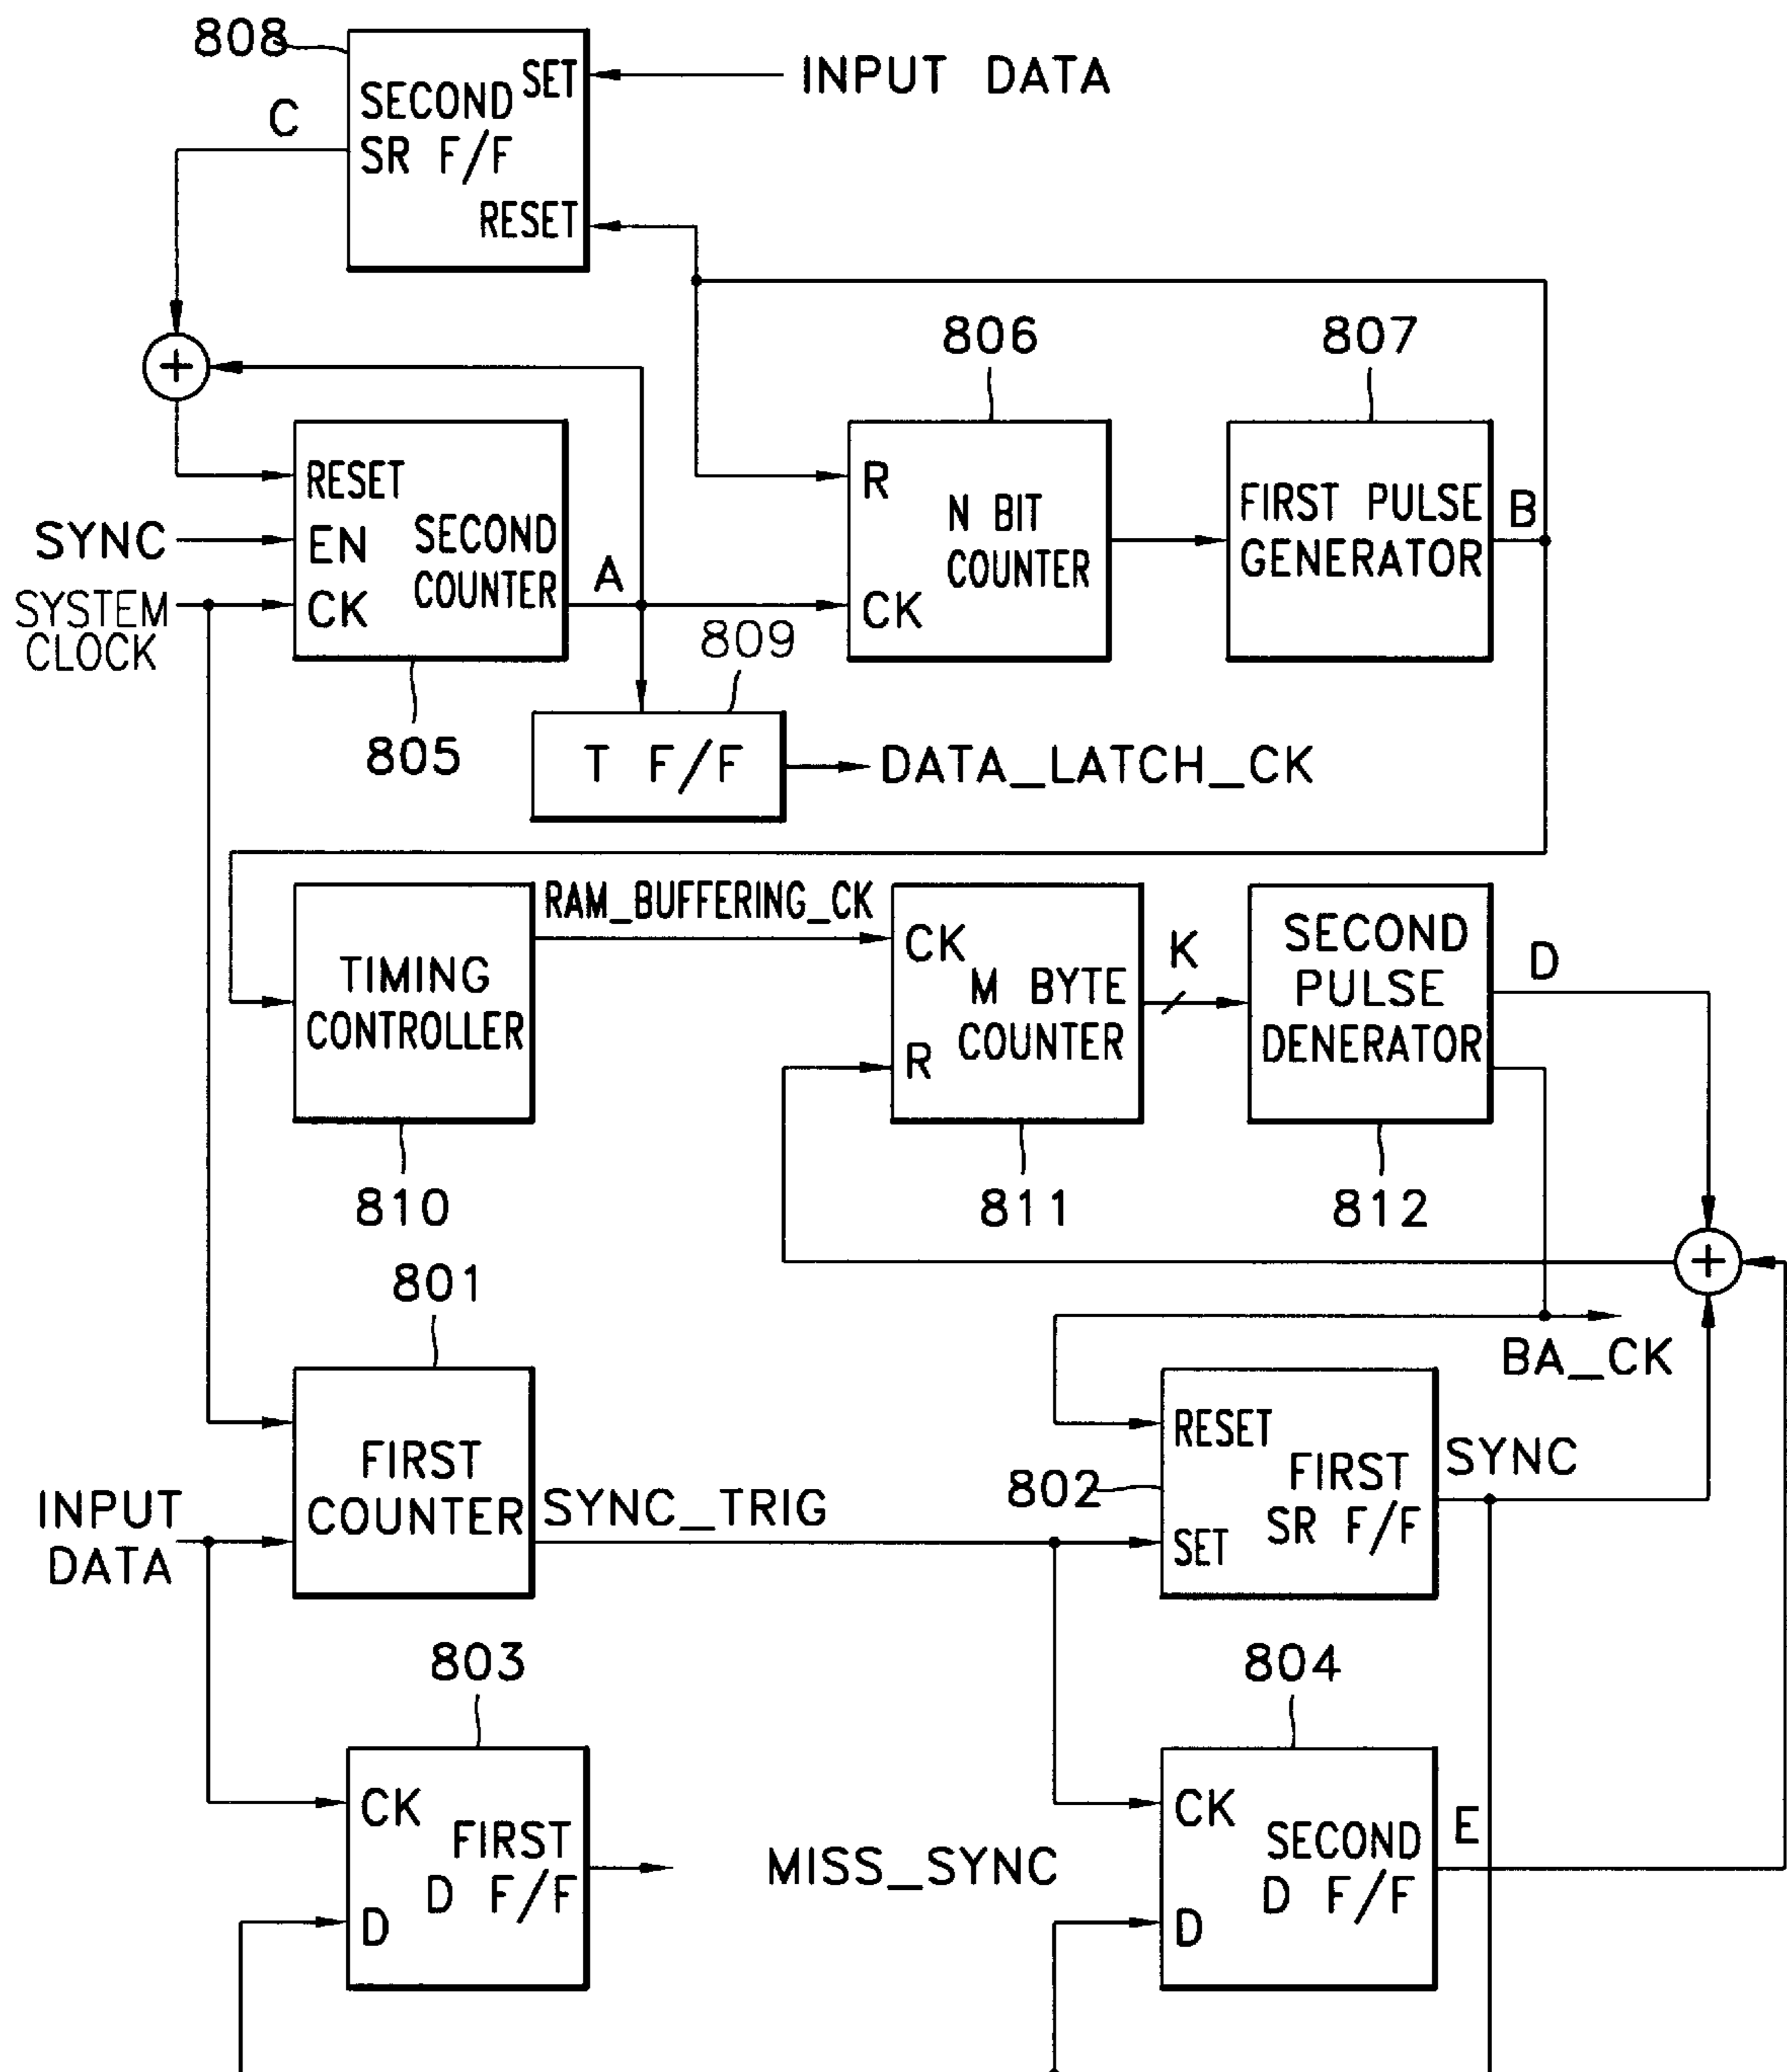 808
SECOND
SR F/F
SET
RESET
INPUT DATA
C
+
806
807
RESET
EN
CK
SECOND
COUNTER
SYNC
SYSTEM
CLOCK
A
R
CK
N BIT
COUNTER
FIRST PULSE
GENERATOR
B
809
805
T F/F
DATA_LATCH_CK
TIMING
CONTROLLER
RAM_BUFFERING_CK
CK
R
M BYTE
COUNTER
K
SECOND
PULSE
DENERATOR
D
810
811
812
+
801
BA_CK
INPUT
DATA
FIRST
COUNTER
SYNC_TRIG
802
RESET
SET
FIRST
SR F/F
SYNC
803
804
CK
D
FIRST
D F/F
MISS_SYNC
CK
D
SECOND
D F/F
E